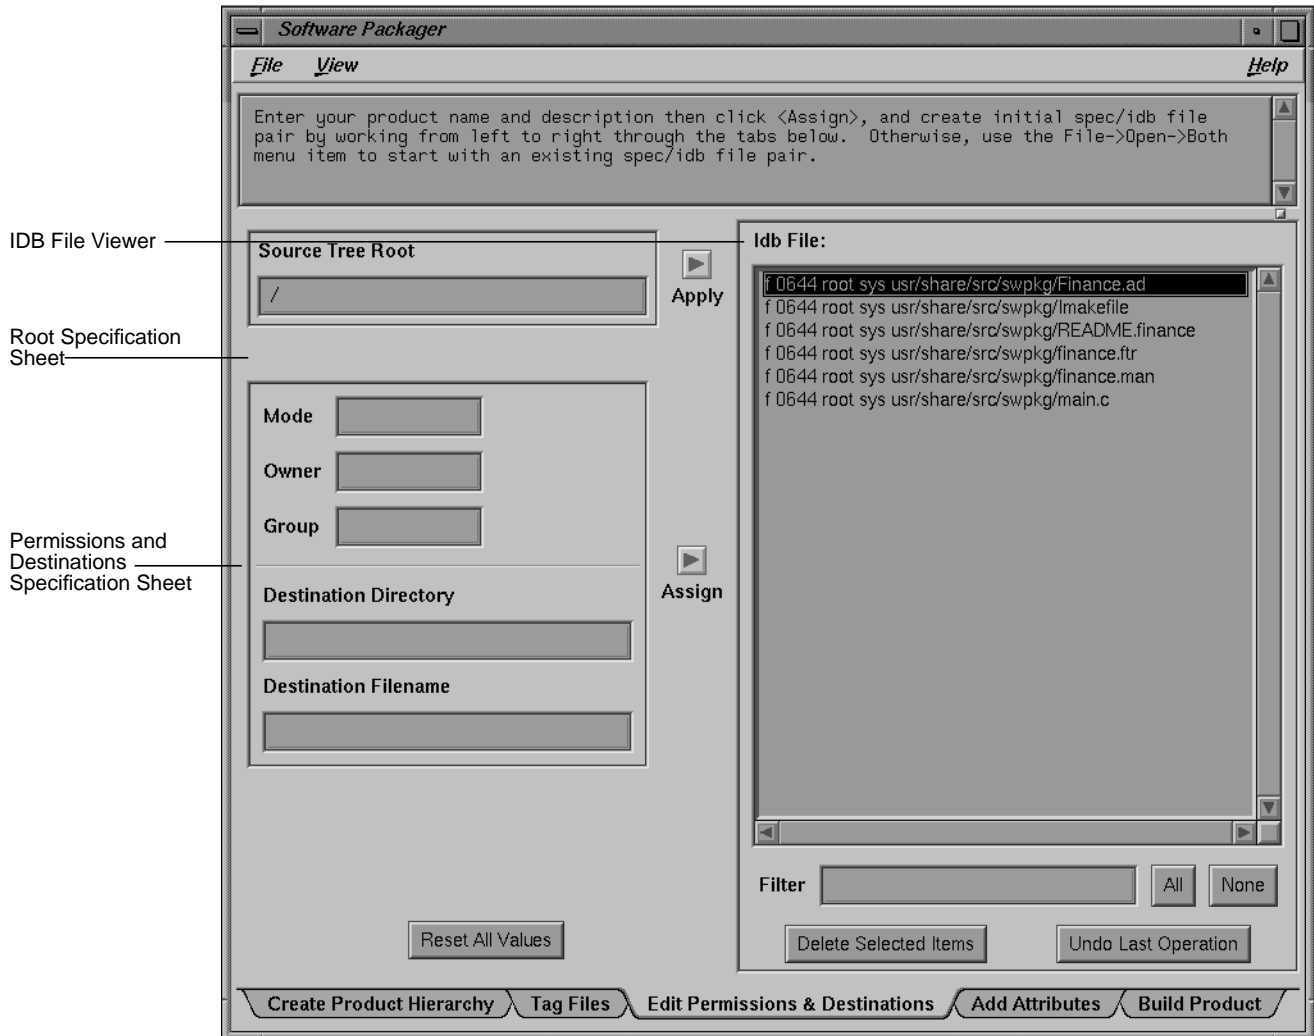 Software Packager
File View Help
Enter your product name and description then click <Assign>, and create initial spec/idb file
pair by working from left to right through the tabs below.  Otherwise, use the File->Open->Both
menu item to start with an existing spec/idb file pair.
IDB File Viewer
Root Specification
Sheet
Permissions and
Destinations
Specification Sheet
Source Tree Root
/
Apply
Mode
Owner
Group
Destination Directory
Destination Filename
Assign
Reset All Values
Idb File:
f 0644 root sys usr/share/src/swpkg/Finance.ad
f 0644 root sys usr/share/src/swpkg/Imakefile
f 0644 root sys usr/share/src/swpkg/README.finance
f 0644 root sys usr/share/src/swpkg/finance.ftr
f 0644 root sys usr/share/src/swpkg/finance.man
f 0644 root sys usr/share/src/swpkg/main.c
Filter All None
Delete Selected Items Undo Last Operation
Create Product Hierarchy Tag Files Edit Permissions & Destinations Add Attributes Build Product